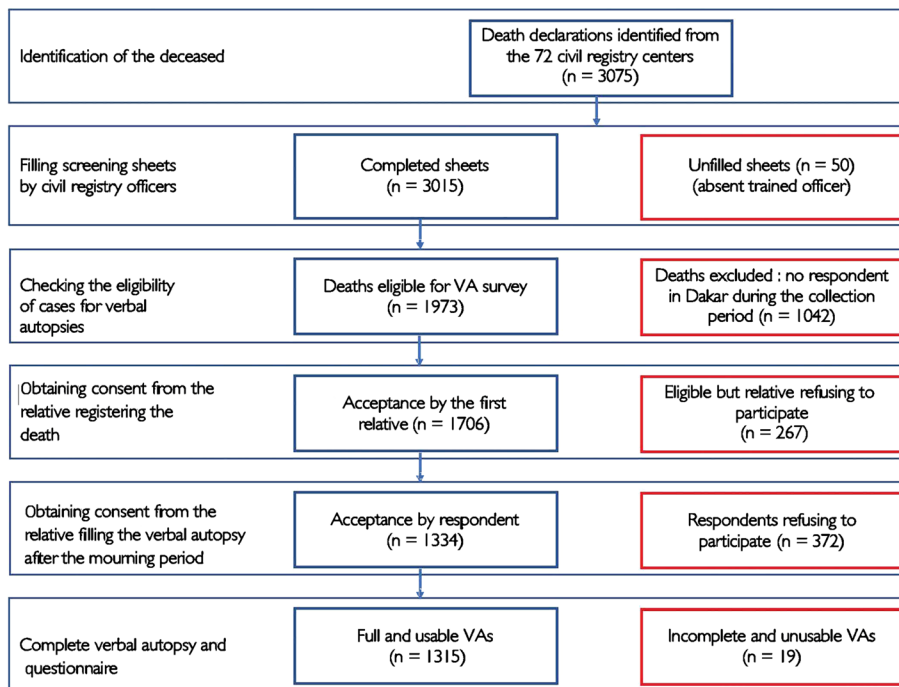 Identification of the deceased
Death declarations identified from
the 72 civil registry centers
(n = 3075)
Filling screening sheets
by civil registry officers
Completed sheets
(n = 3015)
Unfilled sheets (n = 50)
(absent trained officer)
Checking the eligibility
of cases for verbal
autopsies
Deaths eligible for VA survey
(n = 1973)
Deaths excluded : no respondent
in Dakar during the collection
period (n = 1042)
Obtaining consent from the
relative registering the
death
Acceptance by the first
relative (n = 1706)
Eligible but relative refusing to
participate
(n = 267)
Obtaining consent from the
relative filling the verbal autopsy
after the mourning period
Acceptance by respondent
(n = 1334)
Respondents refusing to
participate (n = 372)
Complete verbal autopsy and
questionnaire
Full and usable VAs
(n = 1315)
Incomplete and unusable VAs
(n = 19)